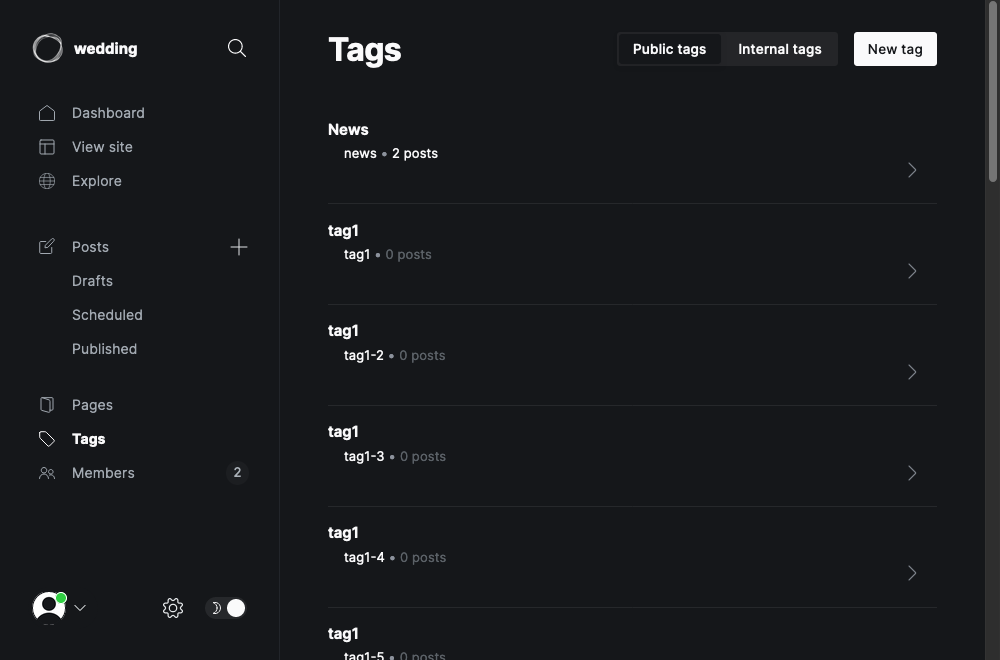 wedding
Dashboard
View site
Explore
Posts
Drafts
Scheduled
Published
Pages
Tags
Members 2
Tags
Public tags Internal tags New tag
News
news • 2 posts
tag1
tag1 • 0 posts
tag1
tag1-2 • 0 posts
tag1
tag1-3 • 0 posts
tag1
tag1-4 • 0 posts
tag1
tag1-5 • 0 posts